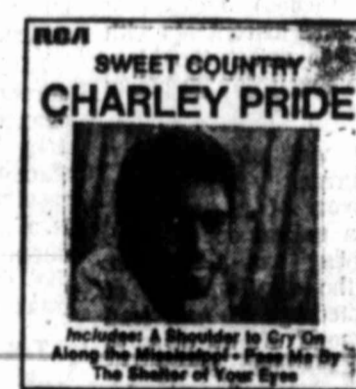 RCA
SWEET COUNTRY
CHARLEY PRIDE
Includes: A Shoulder to Cry On
Along the Mississippi • Pass Me By
The Shelter of Your Eyes